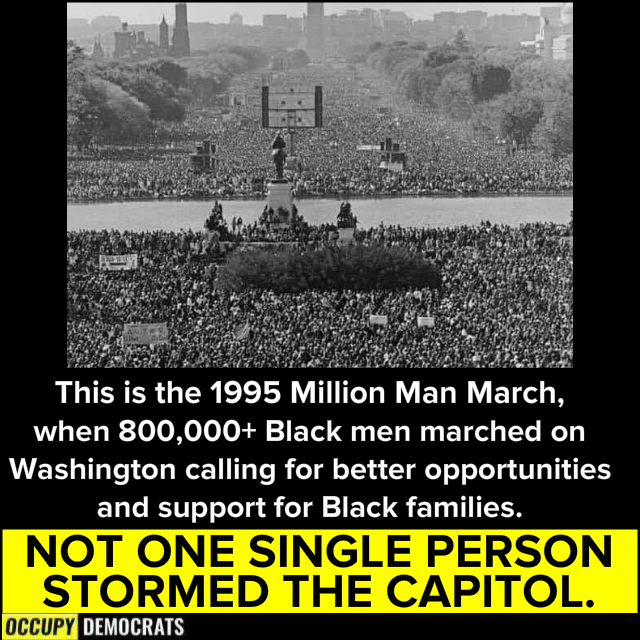 This is the 1995 Million Man March,
when 800,000+ Black men marched on
Washington calling for better opportunities
and support for Black families.
NOT ONE SINGLE PERSON
STORMED THE CAPITOL.
OCCUPY DEMOCRATS